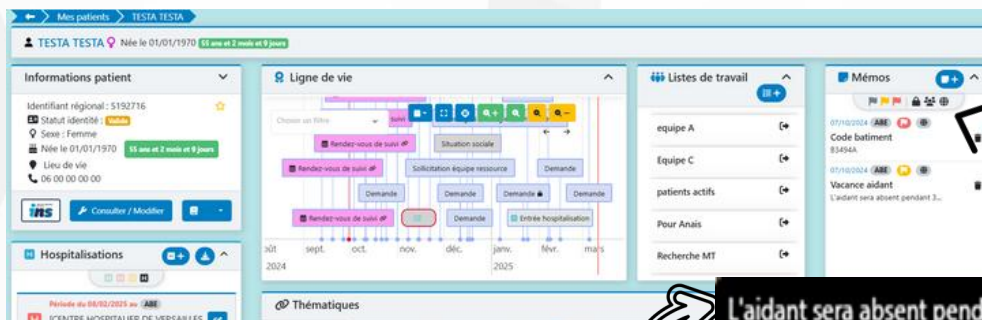 Mes patients TESTA TESTA
TESTA TESTA Née le 01/01/1970 55 ans et 2 mois et 9 jours
Informations patient
Identifiant régional : 5192716
Statut identité : Valide
Sexe : Femme
Née le 01/01/1970 55 ans et 2 mois et 9 jours
Lieu de vie
06 00 00 00 00
ins Consulter / Modifier
Hospitalisations
Période du 08/02/2025 au ABE
(CENTRE HOSPITALIER DE VERSAILLES
Ligne de vie
Choisir un filtre
Rendez-vous de suivi Situation sociale
Rendez-vous de suivi Sollicitation équipe ressource Demande
Demande Demande Demande Demande
Rendez-vous de suivi Demande Entrée hospitalisation
sept. oct. nov. déc. janv. févr. mars
2024 2025
Thématiques
Listes de travail
equipe A
Equipe C
patients actifs
Pour Anais
Recherche MT
Mémos
07/10/2024 ABE
Code batiment
83494A
07/10/2024 ABE
Vacance aidant
L'aidant sera absent pendant 3...
L'aidant sera absent pend